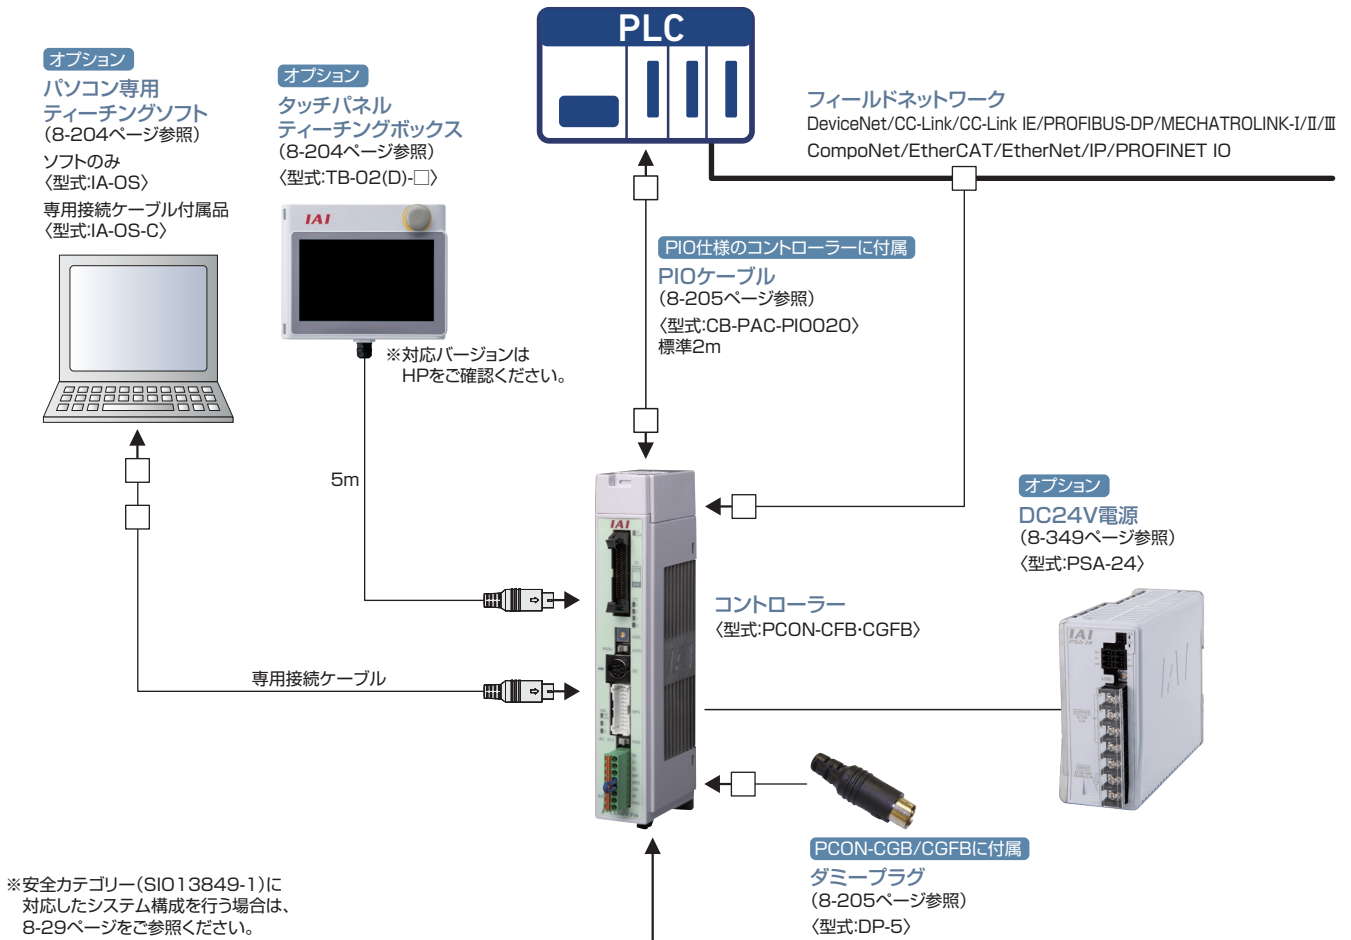 PLC
オプション
パソコン専用
ティーチングソフト
(8-204ページ参照)
ソフトのみ
〈型式:IA-OS〉
専用接続ケーブル付属品
〈型式:IA-OS-C〉
オプション
タッチパネル
ティーチングボックス
(8-204ページ参照)
〈型式:TB-02(D)-□〉
IAI
※対応バージョンは
HPをご確認ください。
フィールドネットワーク
DeviceNet/CC-Link/CC-Link IE/PROFIBUS-DP/MECHATROLINK-I/Ⅱ/Ⅲ
CompoNet/EtherCAT/EtherNet/IP/PROFINET IO
PIO仕様のコントローラーに付属
PIOケーブル
(8-205ページ参照)
〈型式:CB-PAC-PIO020〉
標準2m
5m
専用接続ケーブル
IAI
コントローラー
〈型式:PCON-CFB・CGFB〉
オプション
DC24V電源
(8-349ページ参照)
〈型式:PSA-24〉
IAI
PSA-24
PCON-CGB/CGFBに付属
ダミープラグ
(8-205ページ参照)
〈型式:DP-5〉
※安全カテゴリー(SIO13849-1)に
対応したシステム構成を行う場合は、
8-29ページをご参照ください。